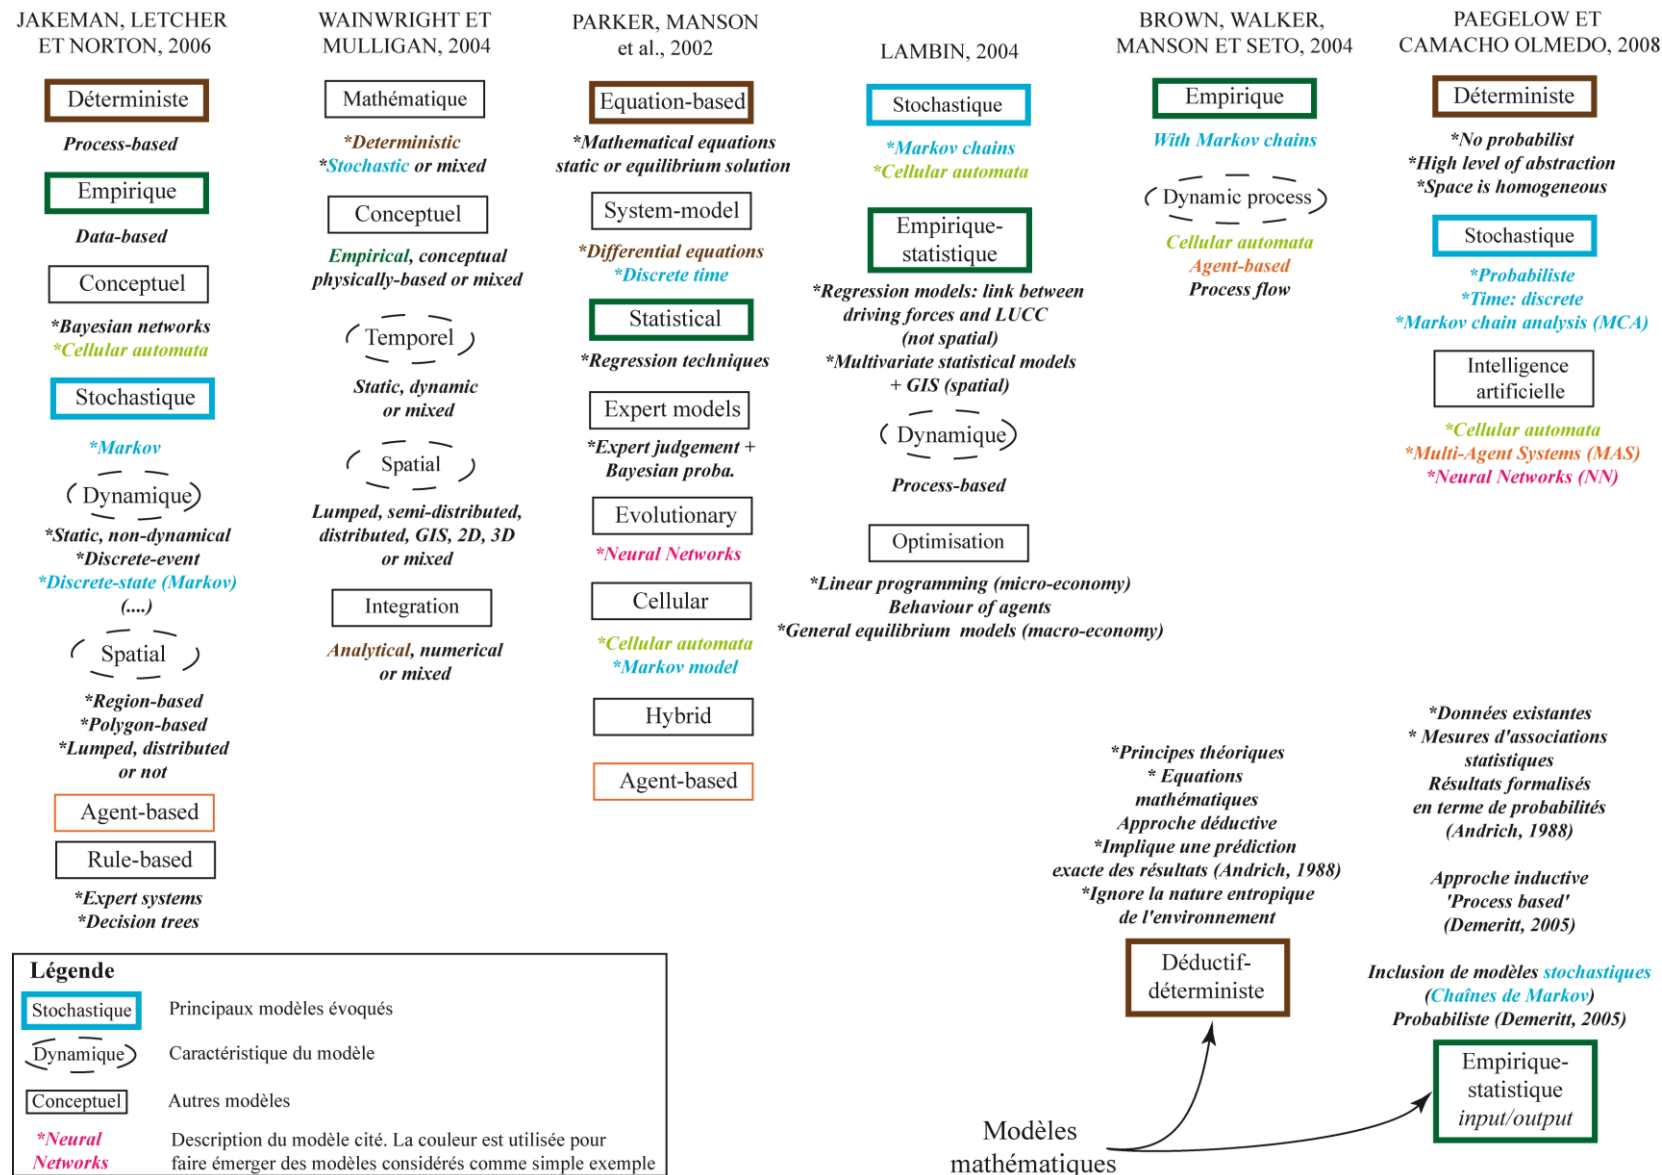 JAKEMAN, LETCHER
ET NORTON, 2006
Déterministe
Process-based
Empirique
Data-based
Conceptuel
*Bayesian networks
*Cellular automata
Stochastique
*Markov
Dynamique
*Static, non-dynamical
*Discrete-event
*Discrete-state (Markov)
(....)
Spatial
*Region-based
*Polygon-based
*Lumped, distributed
or not
Agent-based
Rule-based
*Expert systems
*Decision trees
WAINWRIGHT ET
MULLIGAN, 2004
Mathématique
*Deterministic
*Stochastic or mixed
Conceptuel
Empirical, conceptual
physically-based or mixed
Temporel
Static, dynamic
or mixed
Spatial
Lumped, semi-distributed,
distributed, GIS, 2D, 3D
or mixed
Integration
Analytical, numerical
or mixed
PARKER, MANSON
et al., 2002
Equation-based
*Mathematical equations
static or equilibrium solution
System-model
*Differential equations
*Discrete time
Statistical
*Regression techniques
Expert models
*Expert judgement +
Bayesian proba.
Evolutionary
*Neural Networks
Cellular
*Cellular automata
*Markov model
Hybrid
Agent-based
LAMBIN, 2004
Stochastique
*Markov chains
*Cellular automata
Empirique-
statistique
*Regression models: link between
driving forces and LUCC
(not spatial)
*Multivariate statistical models
+ GIS (spatial)
Dynamique
Process-based
Optimisation
*Linear programming (micro-economy)
Behaviour of agents
*General equilibrium models (macro-economy)
BROWN, WALKER,
MANSON ET SETO, 2004
Empirique
With Markov chains
Dynamic process
Cellular automata
Agent-based
Process flow
PAEGELOW ET
CAMACHO OLMEDO, 2008
Déterministe
*No probabilist
*High level of abstraction
*Space is homogeneous
Stochastique
*Probabiliste
*Time: discrete
*Markov chain analysis (MCA)
Intelligence
artificielle
*Cellular automata
*Multi-Agent Systems (MAS)
*Neural Networks (NN)
*Principes théoriques
* Equations
mathématiques
Approche déductive
*Implique une prédiction
exacte des résultats (Andrich, 1988)
*Ignore la nature entropique
de l'environnement
Déductif-
déterministe
*Données existantes
* Mesures d'associations
statistiques
Résultats formalisés
en terme de probabilités
(Andrich, 1988)
Approche inductive
'Process based'
(Demeritt, 2005)
Inclusion de modèles stochastiques
(Chaînes de Markov)
Probabiliste (Demeritt, 2005)
Empirique-
statistique
input/output
Modèles
mathématiques
Légende
Stochastique
Principaux modèles évoqués
Dynamique
Caractéristique du modèle
Conceptuel
Autres modèles
*Neural
Networks
Description du modèle cité. La couleur est utilisée pour
faire émerger des modèles considérés comme simple exemple